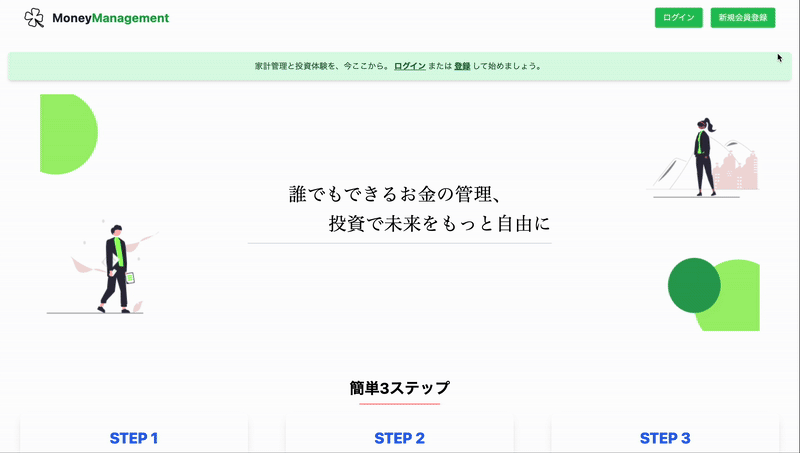 MoneyManagement
ログイン
新規会員登録
家計管理と投資体験を、今ここから。 ログイン または 登録 して始めましょう。
誰でもできるお金の管理、
投資で未来をもっと自由に
簡単3ステップ
STEP 1
STEP 2
STEP 3